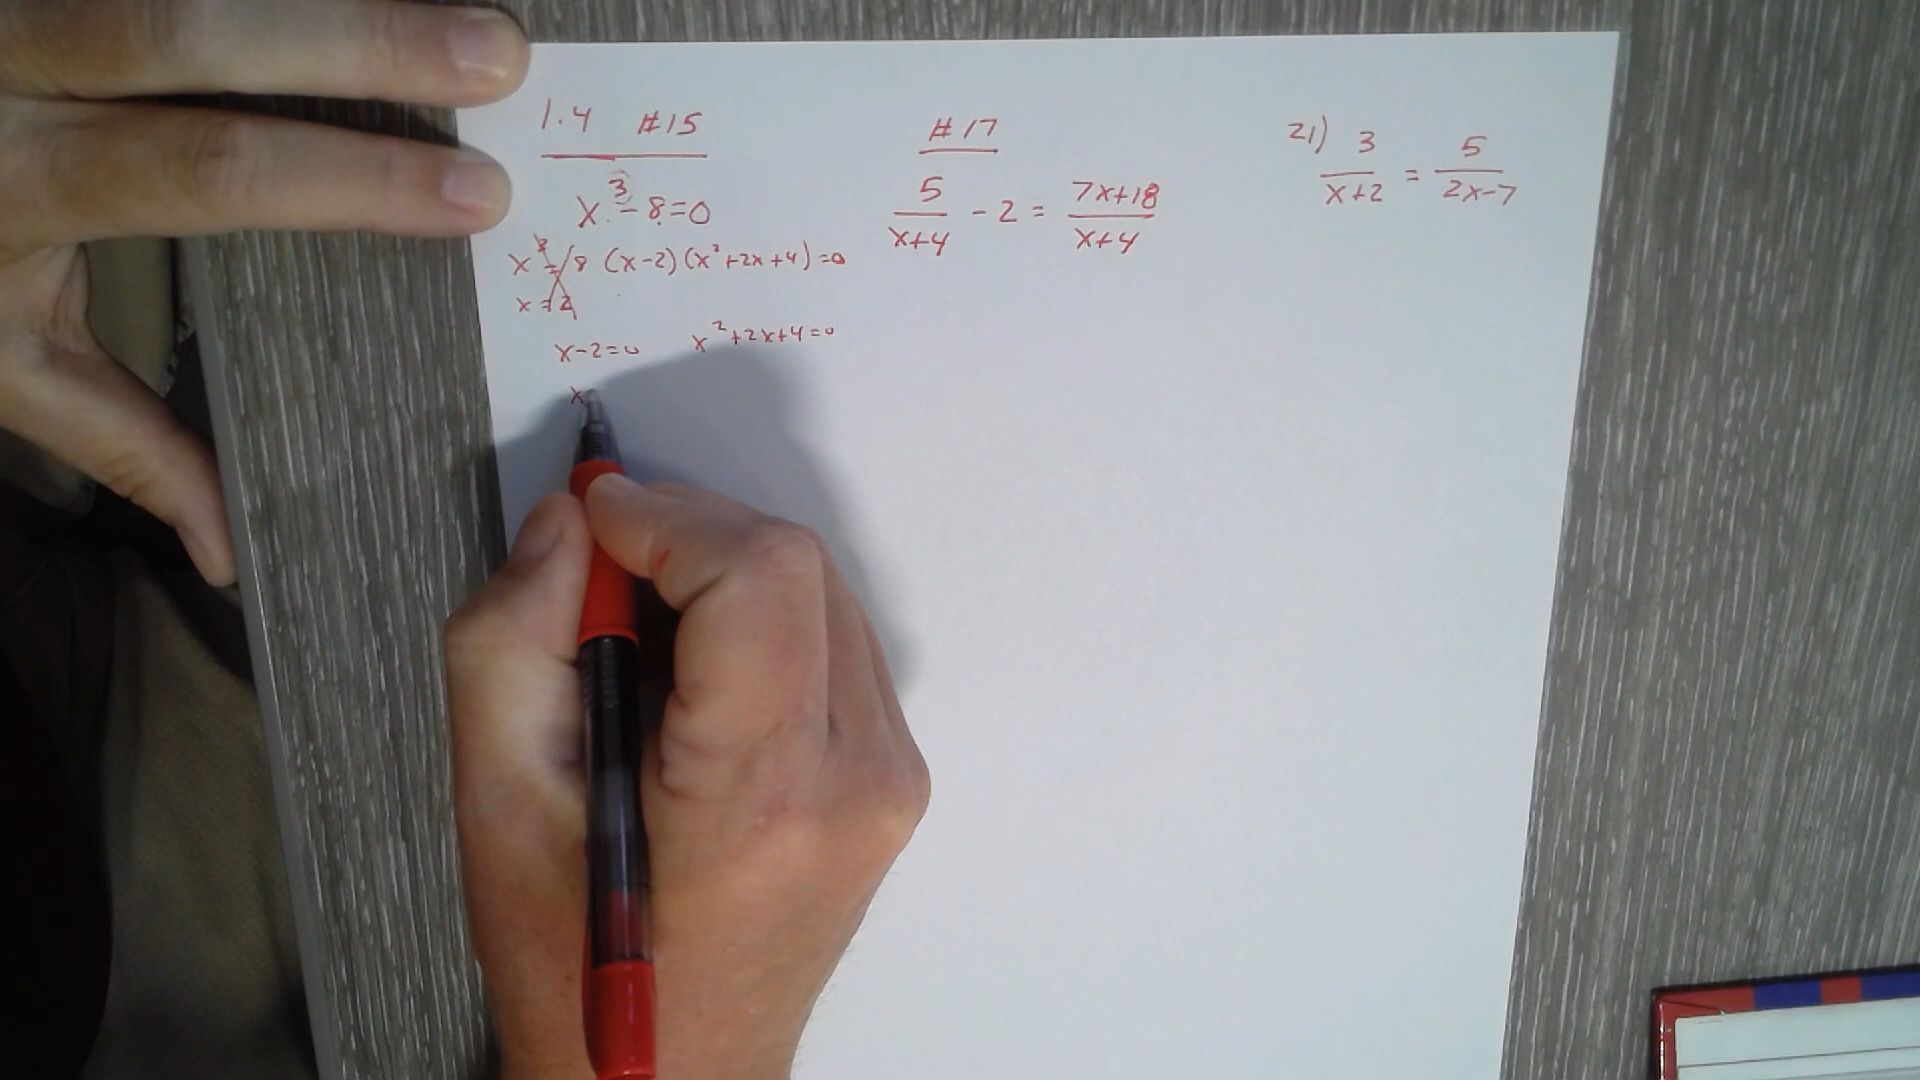 1.4 #15
x³ - 8 = 0
x³ = 8 (x-2)(x²+2x+4) = 0
x = 2
x-2=0 x²+2x+4=0
x
#17
5/(x+4) - 2 = (7x+18)/(x+4)
21) 3/(x+2) = 5/(2x-7)